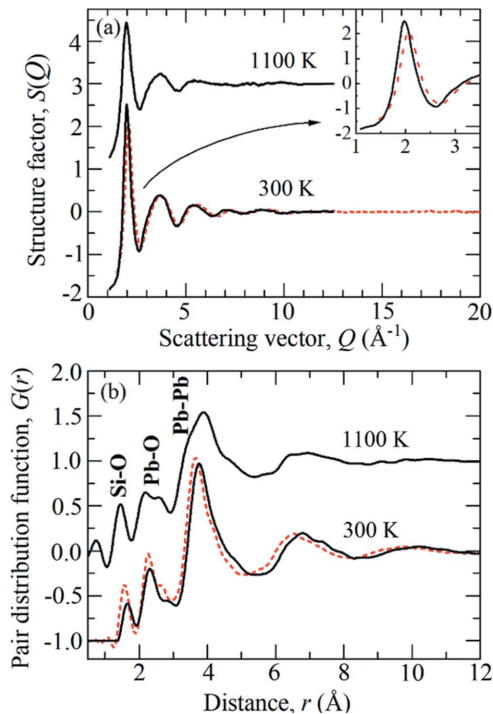 (a)
1100 K
300 K
Structure factor, S(Q)
4
3
2
1
0
-1
-2
2
1
0
-1
-2
1
2
3
0
5
10
15
20
Scattering vector, Q (Å⁻¹)
(b)
Si-O
Pb-O
Pb-Pb
1100 K
300 K
Pair distribution function, G(r)
2.0
1.5
1.0
0.5
0.0
-0.5
-1.0
2
4
6
8
10
12
Distance, r (Å)